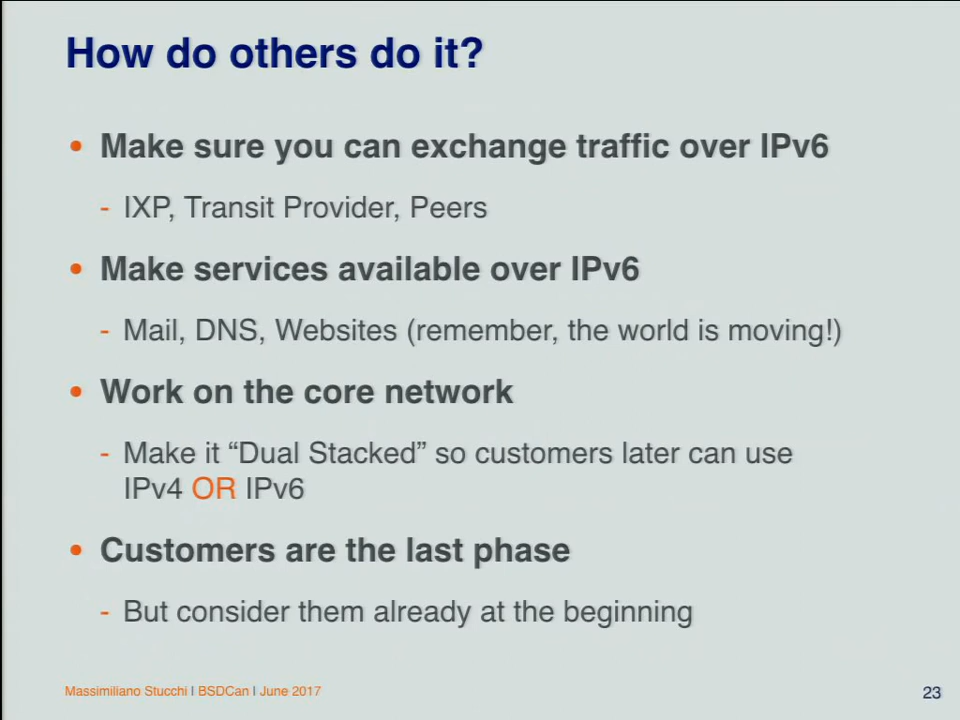 How do others do it?
• Make sure you can exchange traffic over IPv6
- IXP, Transit Provider, Peers
• Make services available over IPv6
- Mail, DNS, Websites (remember, the world is moving!)
• Work on the core network
- Make it “Dual Stacked” so customers later can use
IPv4 OR IPv6
• Customers are the last phase
- But consider them already at the beginning
Massimiliano Stucchi | BSDCan | June 2017
23